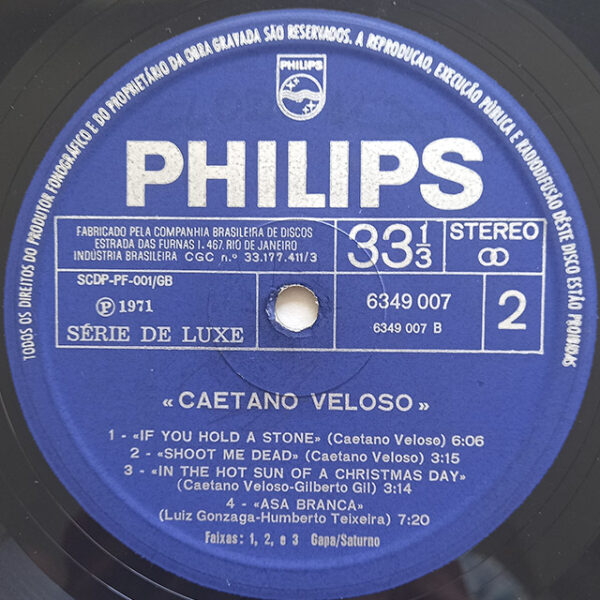 TODOS OS DIREITOS DO PRODUTOR FONOGRÁFICO E DO PROPRIETÁRIO DA OBRA GRAVADA SÃO RESERVADOS. A REPRODUÇÃO, EXECUÇÃO PÚBLICA E RADIODIFUSÃO DÊSTE DISCO ESTÃO PROIBIDAS
PHILIPS
PHILIPS
FABRICADO PELA COMPANHIA BRASILEIRA DE DISCOS
ESTRADA DAS FURNAS 1.467, RIO DE JANEIRO
INDÚSTRIA BRASILEIRA CGC n.º 33.177.411/3
33 1/3
STEREO
SCDP-PF-001/GB
Ⓟ 1971
SÉRIE DE LUXE
6349 007
6349 007 B
2
«CAETANO VELOSO»
1 - «IF YOU HOLD A STONE» (Caetano Veloso) 6:06
2 - «SHOOT ME DEAD» (Caetano Veloso) 3:15
3 - «IN THE HOT SUN OF A CHRISTMAS DAY»
(Caetano Veloso-Gilberto Gil) 3:14
4 - «ASA BRANCA»
(Luiz Gonzaga-Humberto Teixeira) 7:20
Faixas: 1, 2, e 3 Gapa/Saturno